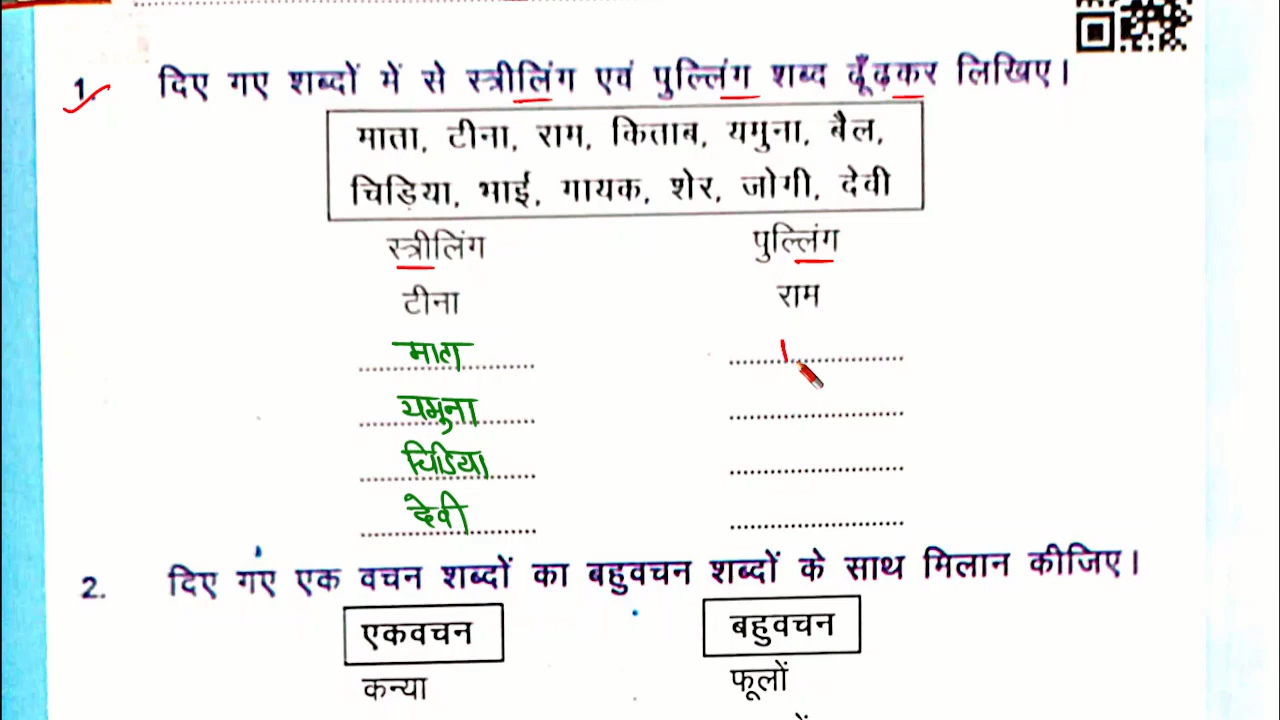 1. दिए गए शब्दों में से स्त्रीलिंग एवं पुल्लिंग शब्द ढूँढ़कर लिखिए।
माता, टीना, राम, किताब, यमुना, बैल,
चिड़िया, भाई, गायक, शेर, जोगी, देवी
स्त्रीलिंग पुल्लिंग
टीना राम
माता
यमुना
चिडिया
देवी
2. दिए गए एक वचन शब्दों का बहुवचन शब्दों के साथ मिलान कीजिए।
एकवचन बहुवचन
कन्या फूलों